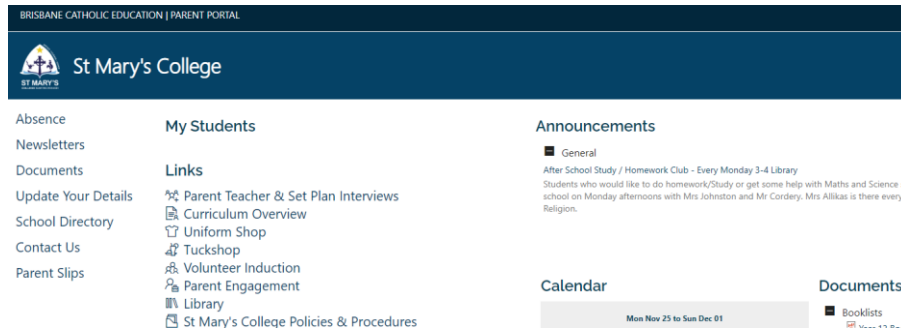 BRISBANE CATHOLIC EDUCATION | PARENT PORTAL
ST MARY'S
St Mary's College
Absence
Newsletters
Documents
Update Your Details
School Directory
Contact Us
Parent Slips
My Students
Links
Parent Teacher & Set Plan Interviews
Curriculum Overview
Uniform Shop
Tuckshop
Volunteer Induction
Parent Engagement
Library
St Mary's College Policies & Procedures
Announcements
General
After School Study / Homework Club - Every Monday 3-4 Library
Students who would like to do homework/Study or get some help with Maths and Science
school on Monday afternoons with Mrs Johnston and Mr Cordery. Mrs Allikas is there every
Religion.
Calendar
Mon Nov 25 to Sun Dec 01
Documents
Booklists
Year 12